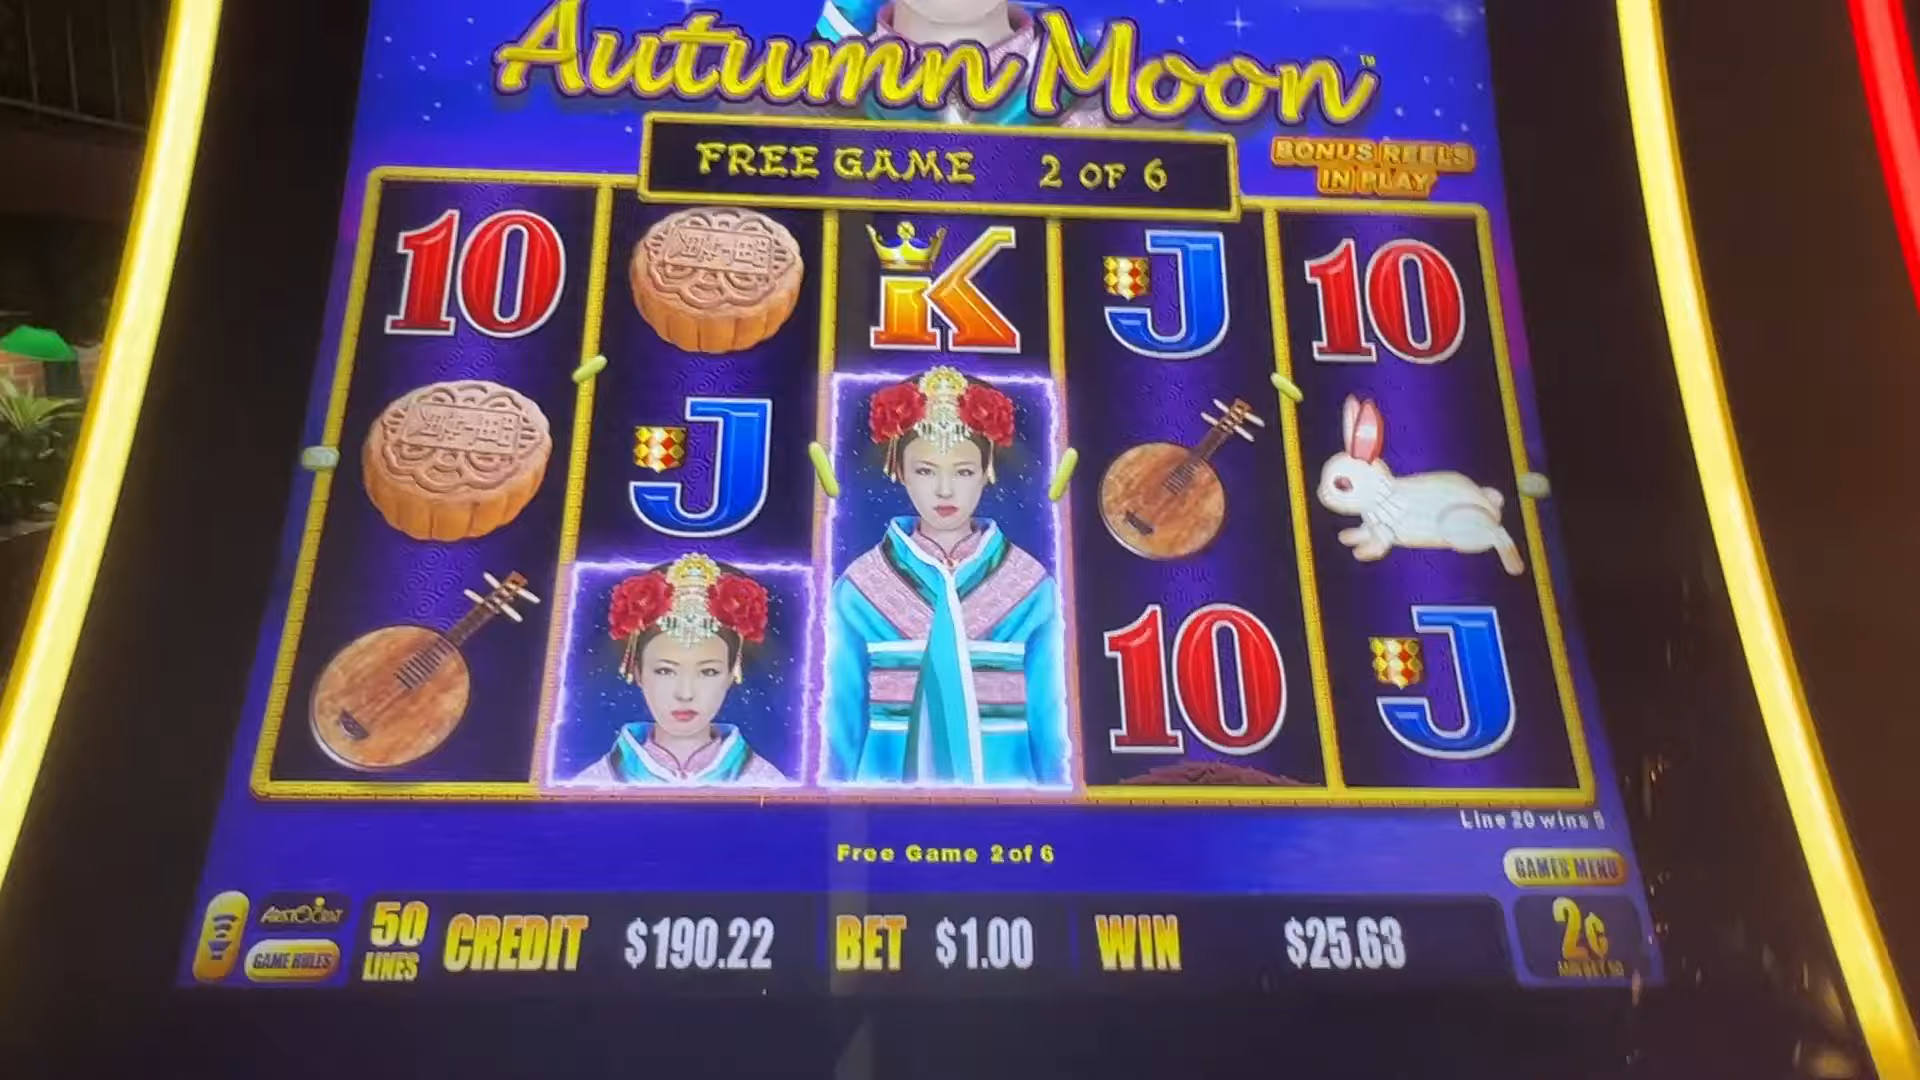 Autumn Moon™
FREE GAME 2 OF 6
BONUS REELS
IN PLAY
10 K J 10
J
10 J
Line 20 wins 5
Free Game 2 of 6
GAMES MENU
ARISTOCRAT
GAME RULES
50
LINES
CREDIT $190.22 BET $1.00 WIN $25.63
2¢